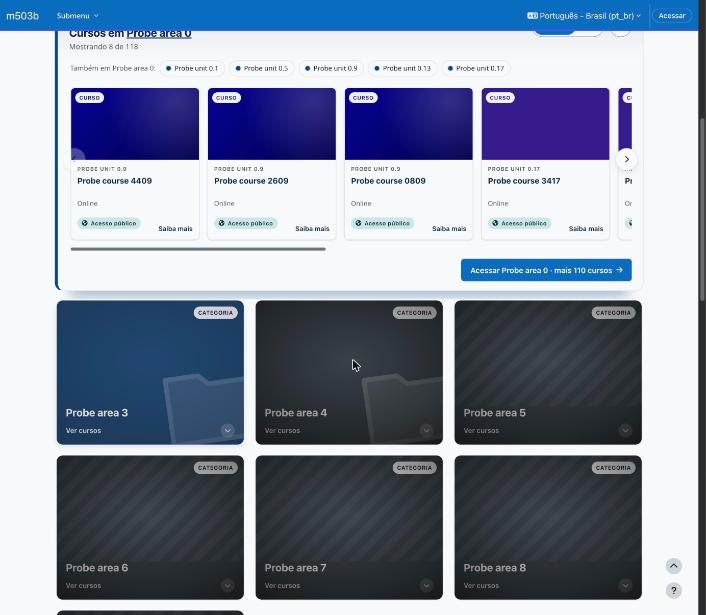 m503b
Submenu
Português - Brasil (pt_br)
Acessar
Cursos em Probe area 0
Mostrando 8 de 118
Também em Probe area 0:
Probe unit 0.1
Probe unit 0.5
Probe unit 0.9
Probe unit 0.13
Probe unit 0.17
CURSO
CURSO
CURSO
CURSO
PROBE UNIT 0.9
PROBE UNIT 0.9
PROBE UNIT 0.9
PROBE UNIT 0.17
Probe course 4409
Probe course 2609
Probe course 0809
Probe course 3417
Online
Online
Online
Online
Acesso público
Saiba mais
Acesso público
Saiba mais
Acesso público
Saiba mais
Acesso público
Saiba mais
Acessar Probe area 0 · mais 110 cursos →
CATEGORIA
CATEGORIA
CATEGORIA
Probe area 3
Probe area 4
Probe area 5
Ver cursos
Ver cursos
Ver cursos
CATEGORIA
CATEGORIA
CATEGORIA
Probe area 6
Probe area 7
Probe area 8
Ver cursos
Ver cursos
Ver cursos
?